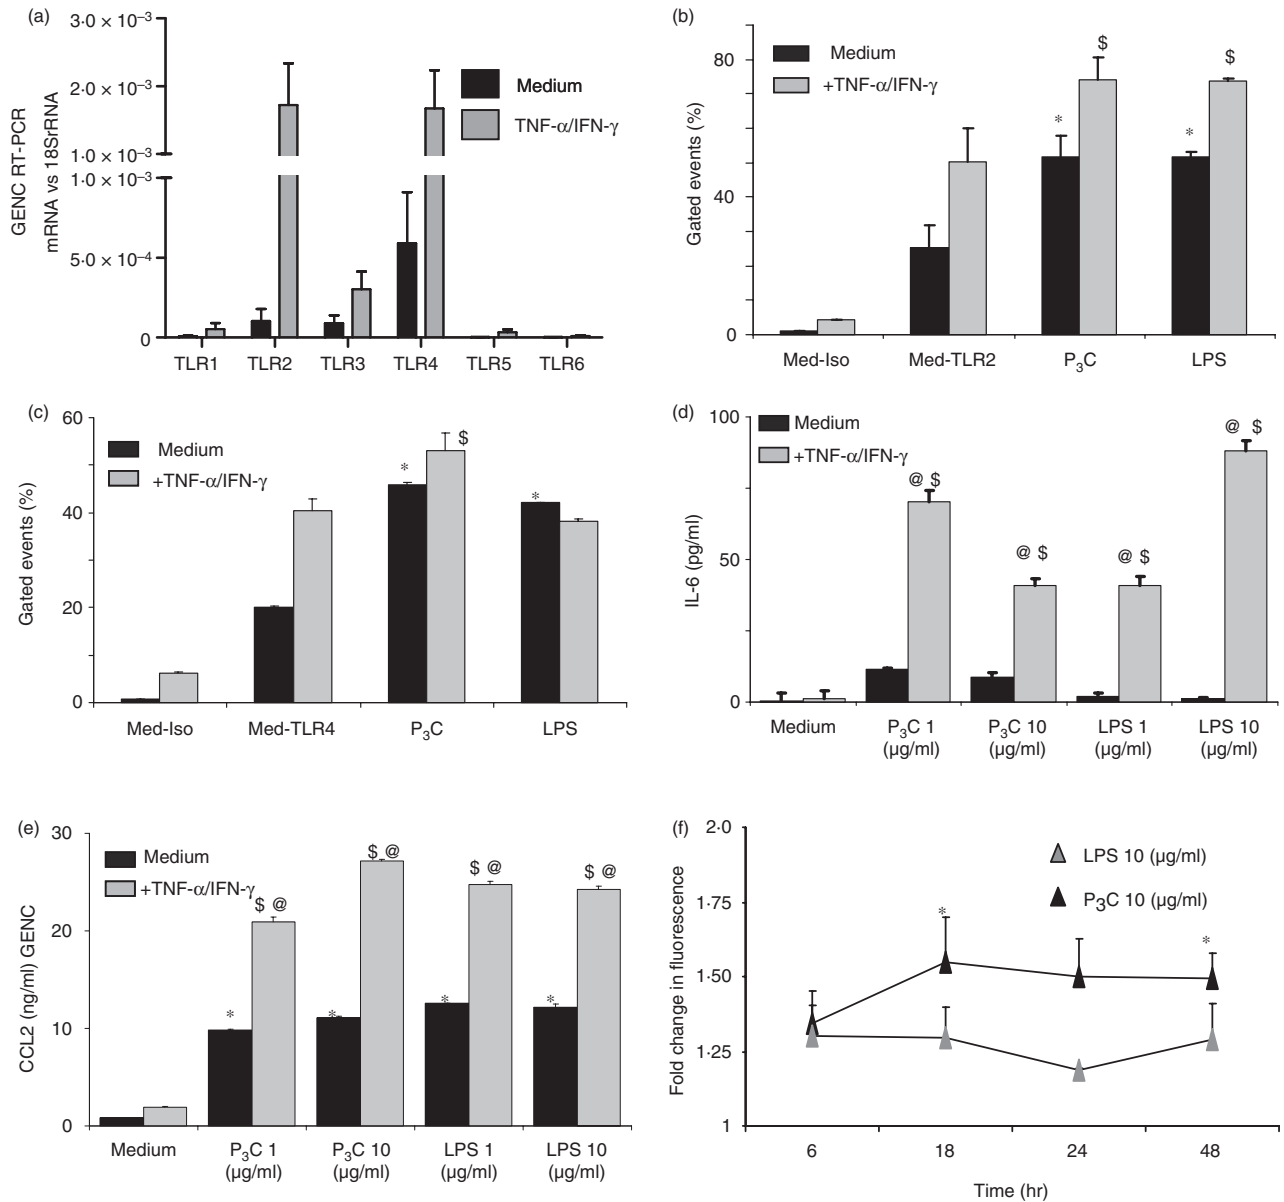 (a)
3·0 × 10⁻³
2·0 × 10⁻³
1·0 × 10⁻³
1·0 × 10⁻³
5·0 × 10⁻⁴
0
GENC RT-PCR
mRNA vs 18SrRNA
Medium
TNF-α/IFN-γ
TLR1 TLR2 TLR3 TLR4 TLR5 TLR6
(b)
80
40
0
Gated events (%)
Medium
+TNF-α/IFN-γ
* $ * $
Med-Iso Med-TLR2 P₃C LPS
(c)
60
40
20
0
Gated events (%)
Medium
+TNF-α/IFN-γ
* $ *
Med-Iso Med-TLR4 P₃C LPS
(d)
100
50
0
IL-6 (pg/ml)
Medium
+TNF-α/IFN-γ
@ $ @ $ @ $ @ $
Medium P₃C 1 P₃C 10 LPS 1 LPS 10
(µg/ml) (µg/ml) (µg/ml) (µg/ml)
(e)
30
20
10
0
CCL2 (ng/ml) GENC
Medium
+TNF-α/IFN-γ
$ @ $ @ $ @ $ @
* * * *
Medium P₃C 1 P₃C 10 LPS 1 LPS 10
(µg/ml) (µg/ml) (µg/ml) (µg/ml)
(f)
2·0
1·75
1·50
1·25
1
Fold change in fluorescence
LPS 10 (µg/ml)
P₃C 10 (µg/ml)
* *
6 18 24 48
Time (hr)